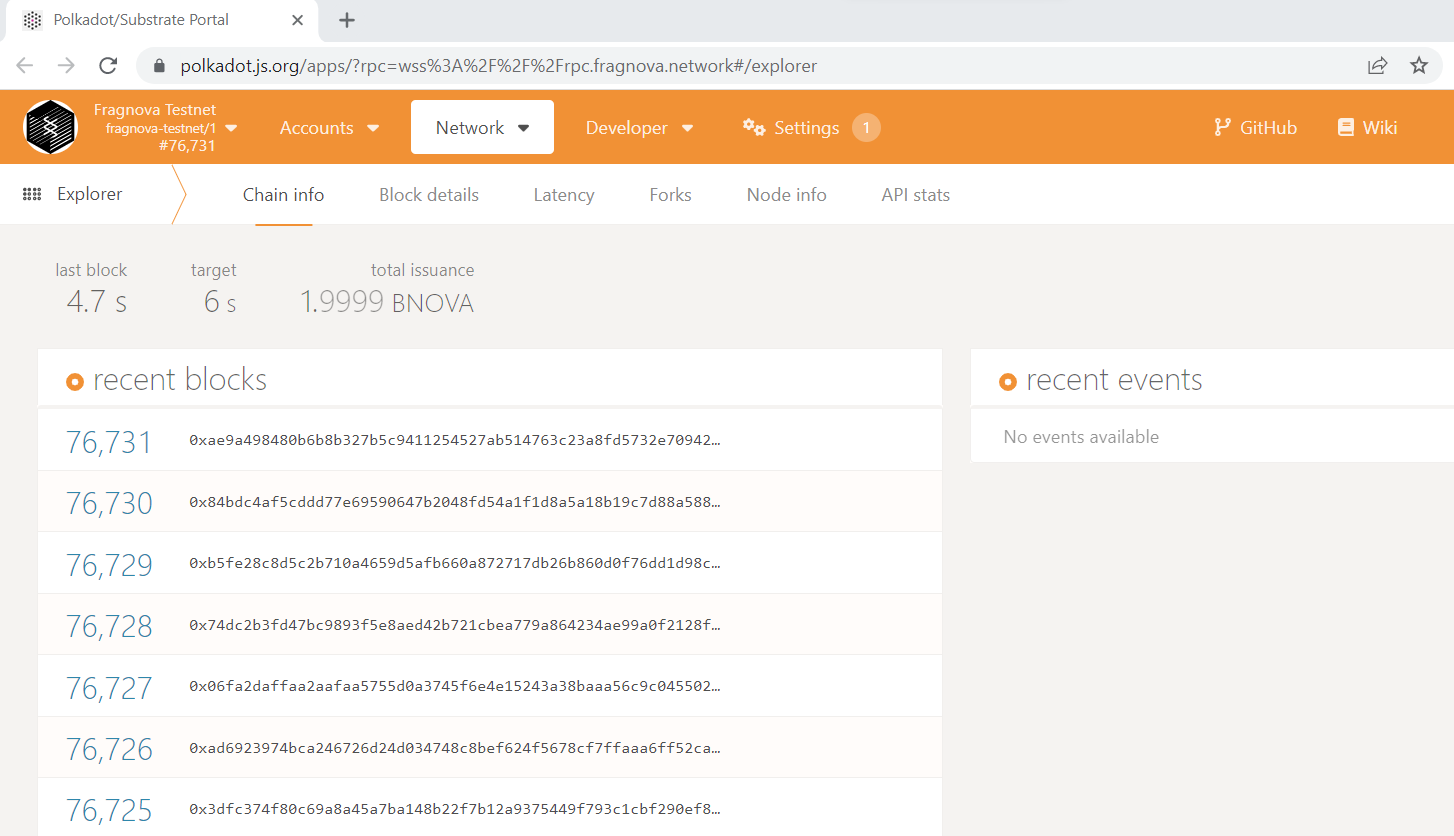 Polkadot/Substrate Portal
polkadot.js.org/apps/?rpc=wss%3A%2F%2F%2Frpc.fragnova.network#/explorer
Fragnova Testnet
fragnova-testnet/1
#76,731
Accounts
Network
Developer
Settings
1
GitHub
Wiki
Explorer
Chain info
Block details
Latency
Forks
Node info
API stats
last block
4.7 s
target
6 s
total issuance
1.9999 BNOVA
recent blocks
76,731 0xae9a498480b6b8b327b5c9411254527ab514763c23a8fd5732e70942…
76,730 0x84bdc4af5cddd77e69590647b2048fd54a1f1d8a5a18b19c7d88a588…
76,729 0xb5fe28c8d5c2b710a4659d5afb660a872717db26b860d0f76dd1d98c…
76,728 0x74dc2b3fd47bc9893f5e8aed42b721cbea779a864234ae99a0f2128f…
76,727 0x06fa2daffaa2aafaa5755d0a3745f6e4e15243a38baaa56c9c045502…
76,726 0xad6923974bca246726d24d034748c8bef624f5678cf7ffaaa6ff52ca…
76,725 0x3dfc374f80c69a8a45a7ba148b22f7b12a9375449f793c1cbf290ef8…
recent events
No events available